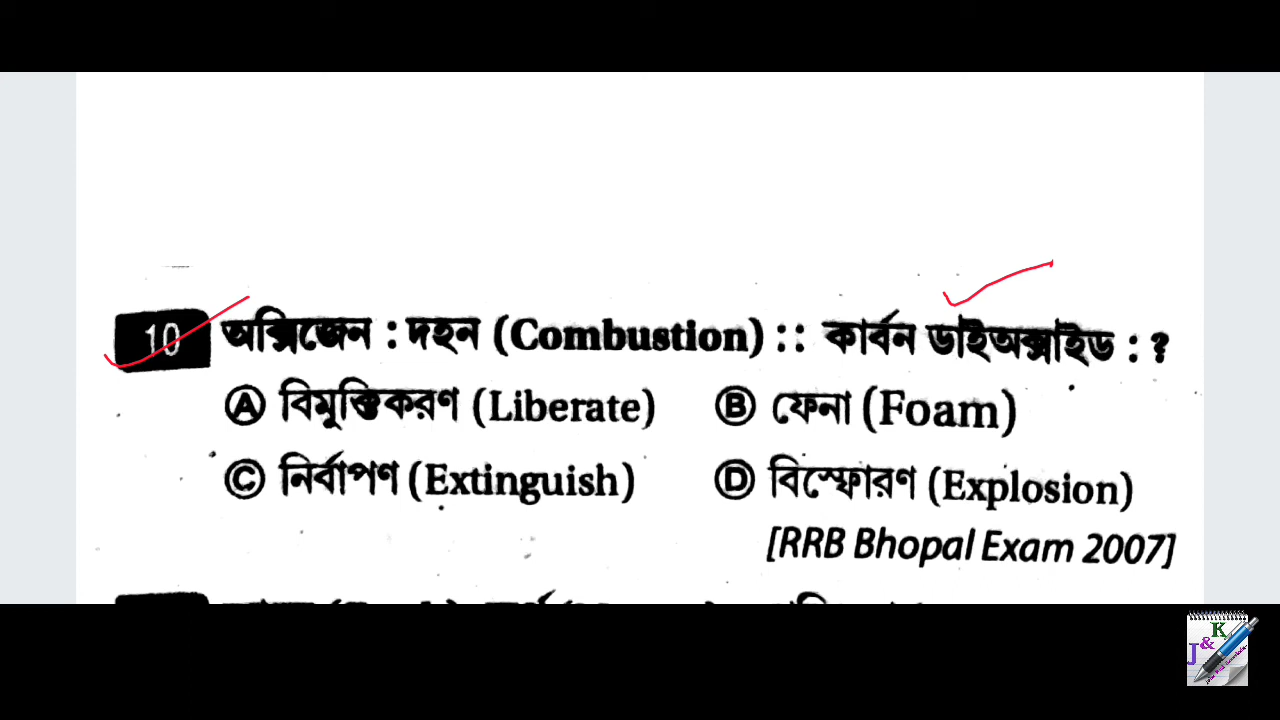 10 অক্সিজেন : দহন (Combustion) :: কার্বন ডাইঅক্সাইড : ?
Ⓐ বিমুক্তিকরণ (Liberate) Ⓑ ফেনা (Foam)
Ⓒ নির্বাপণ (Extinguish) Ⓓ বিস্ফোরণ (Explosion)
[RRB Bhopal Exam 2007]
J&K